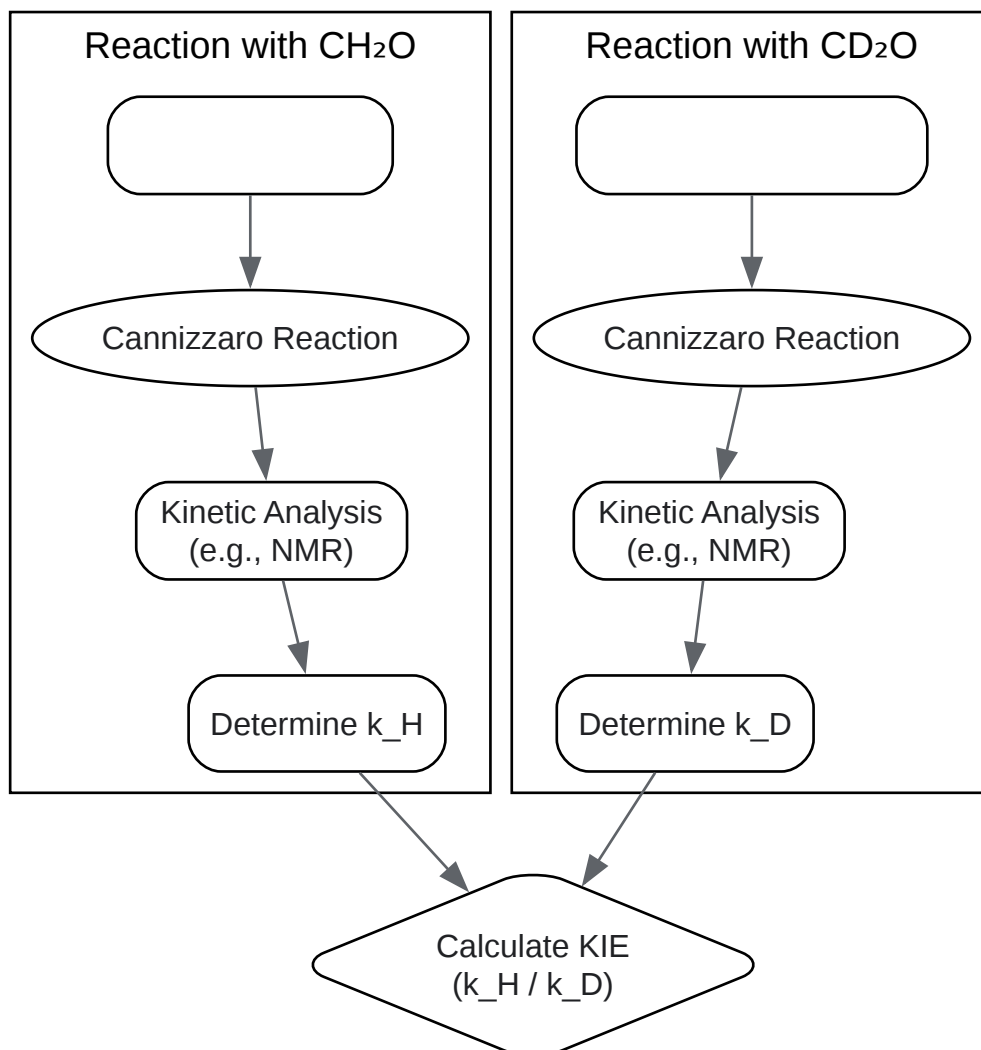 Reaction with CH₂O
Cannizzaro Reaction
Kinetic Analysis
(e.g., NMR)
Determine k_H
Reaction with CD₂O
Cannizzaro Reaction
Kinetic Analysis
(e.g., NMR)
Determine k_D
Calculate KIE
(k_H / k_D)